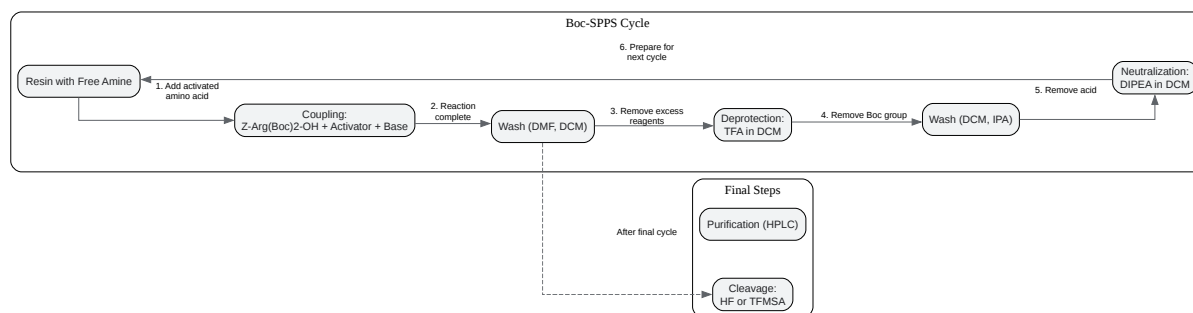 Boc-SPPS Cycle
6. Prepare for
next cycle
Resin with Free Amine
1. Add activated
amino acid
Coupling:
Z-Arg(Boc)2-OH + Activator + Base
2. Reaction
complete
Wash (DMF, DCM)
3. Remove excess
reagents
Deprotection:
TFA in DCM
4. Remove Boc group
Wash (DCM, IPA)
5. Remove acid
Neutralization:
DIPEA in DCM
Final Steps
Purification (HPLC)
After final cycle
Cleavage:
HF or TFMSA